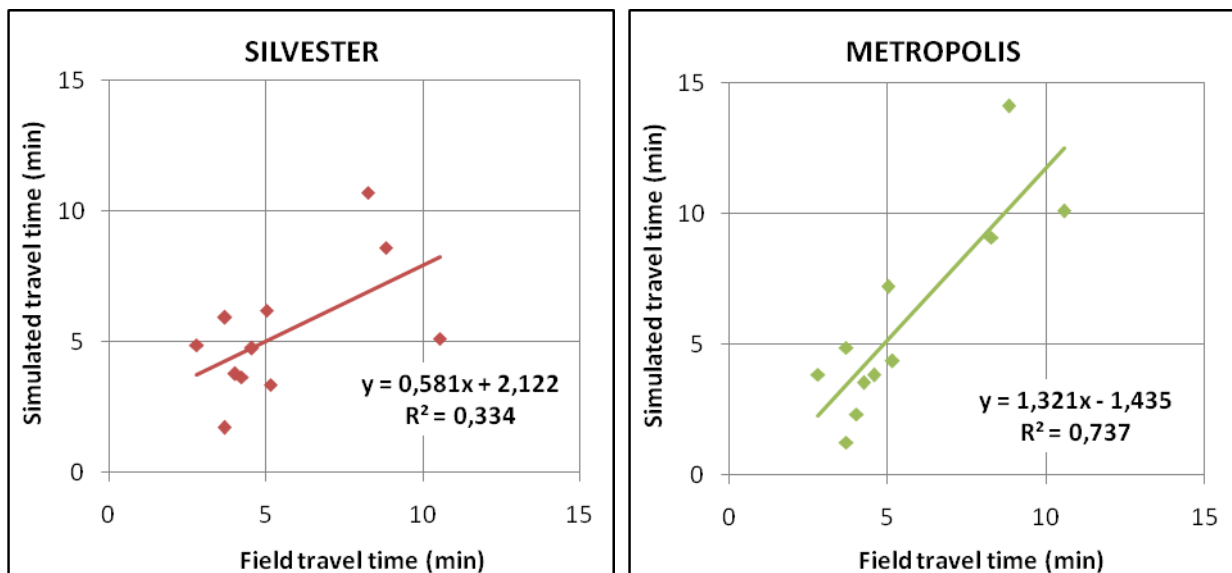 SILVESTER
Simulated travel time (min)
15
10
5
0
y = 0,581x + 2,122
R² = 0,334
0 5 10 15
Field travel time (min)
METROPOLIS
Simulated travel time (min)
15
10
5
0
y = 1,321x - 1,435
R² = 0,737
0 5 10 15
Field travel time (min)